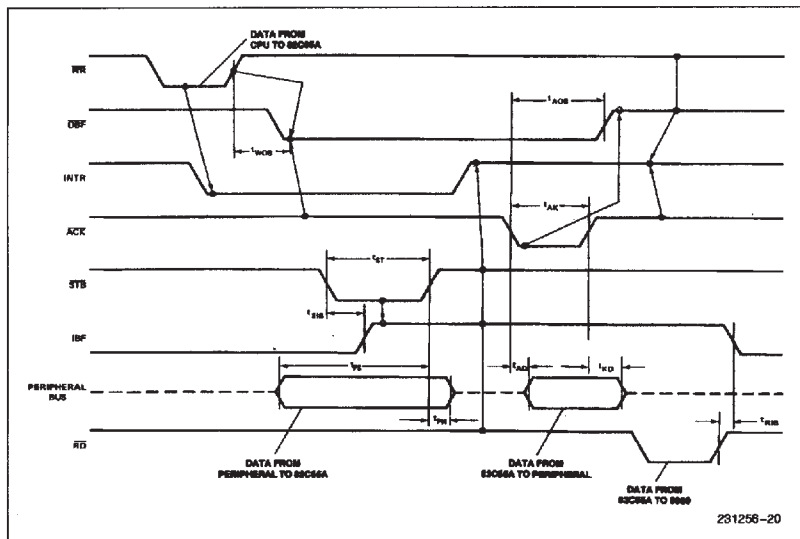 DATA FROM
CPU TO 82C55A
WR
OBF
tWOB
tAOB
INTR
tAK
ACK
tST
STB
tSIB
IBF
tPS
tAD
tKD
PERIPHERAL
BUS
tPH
tRIB
RD
DATA FROM
PERIPHERAL TO 82C55A
DATA FROM
82C55A TO PERIPHERAL
DATA FROM
82C55A TO 8080
231256-20